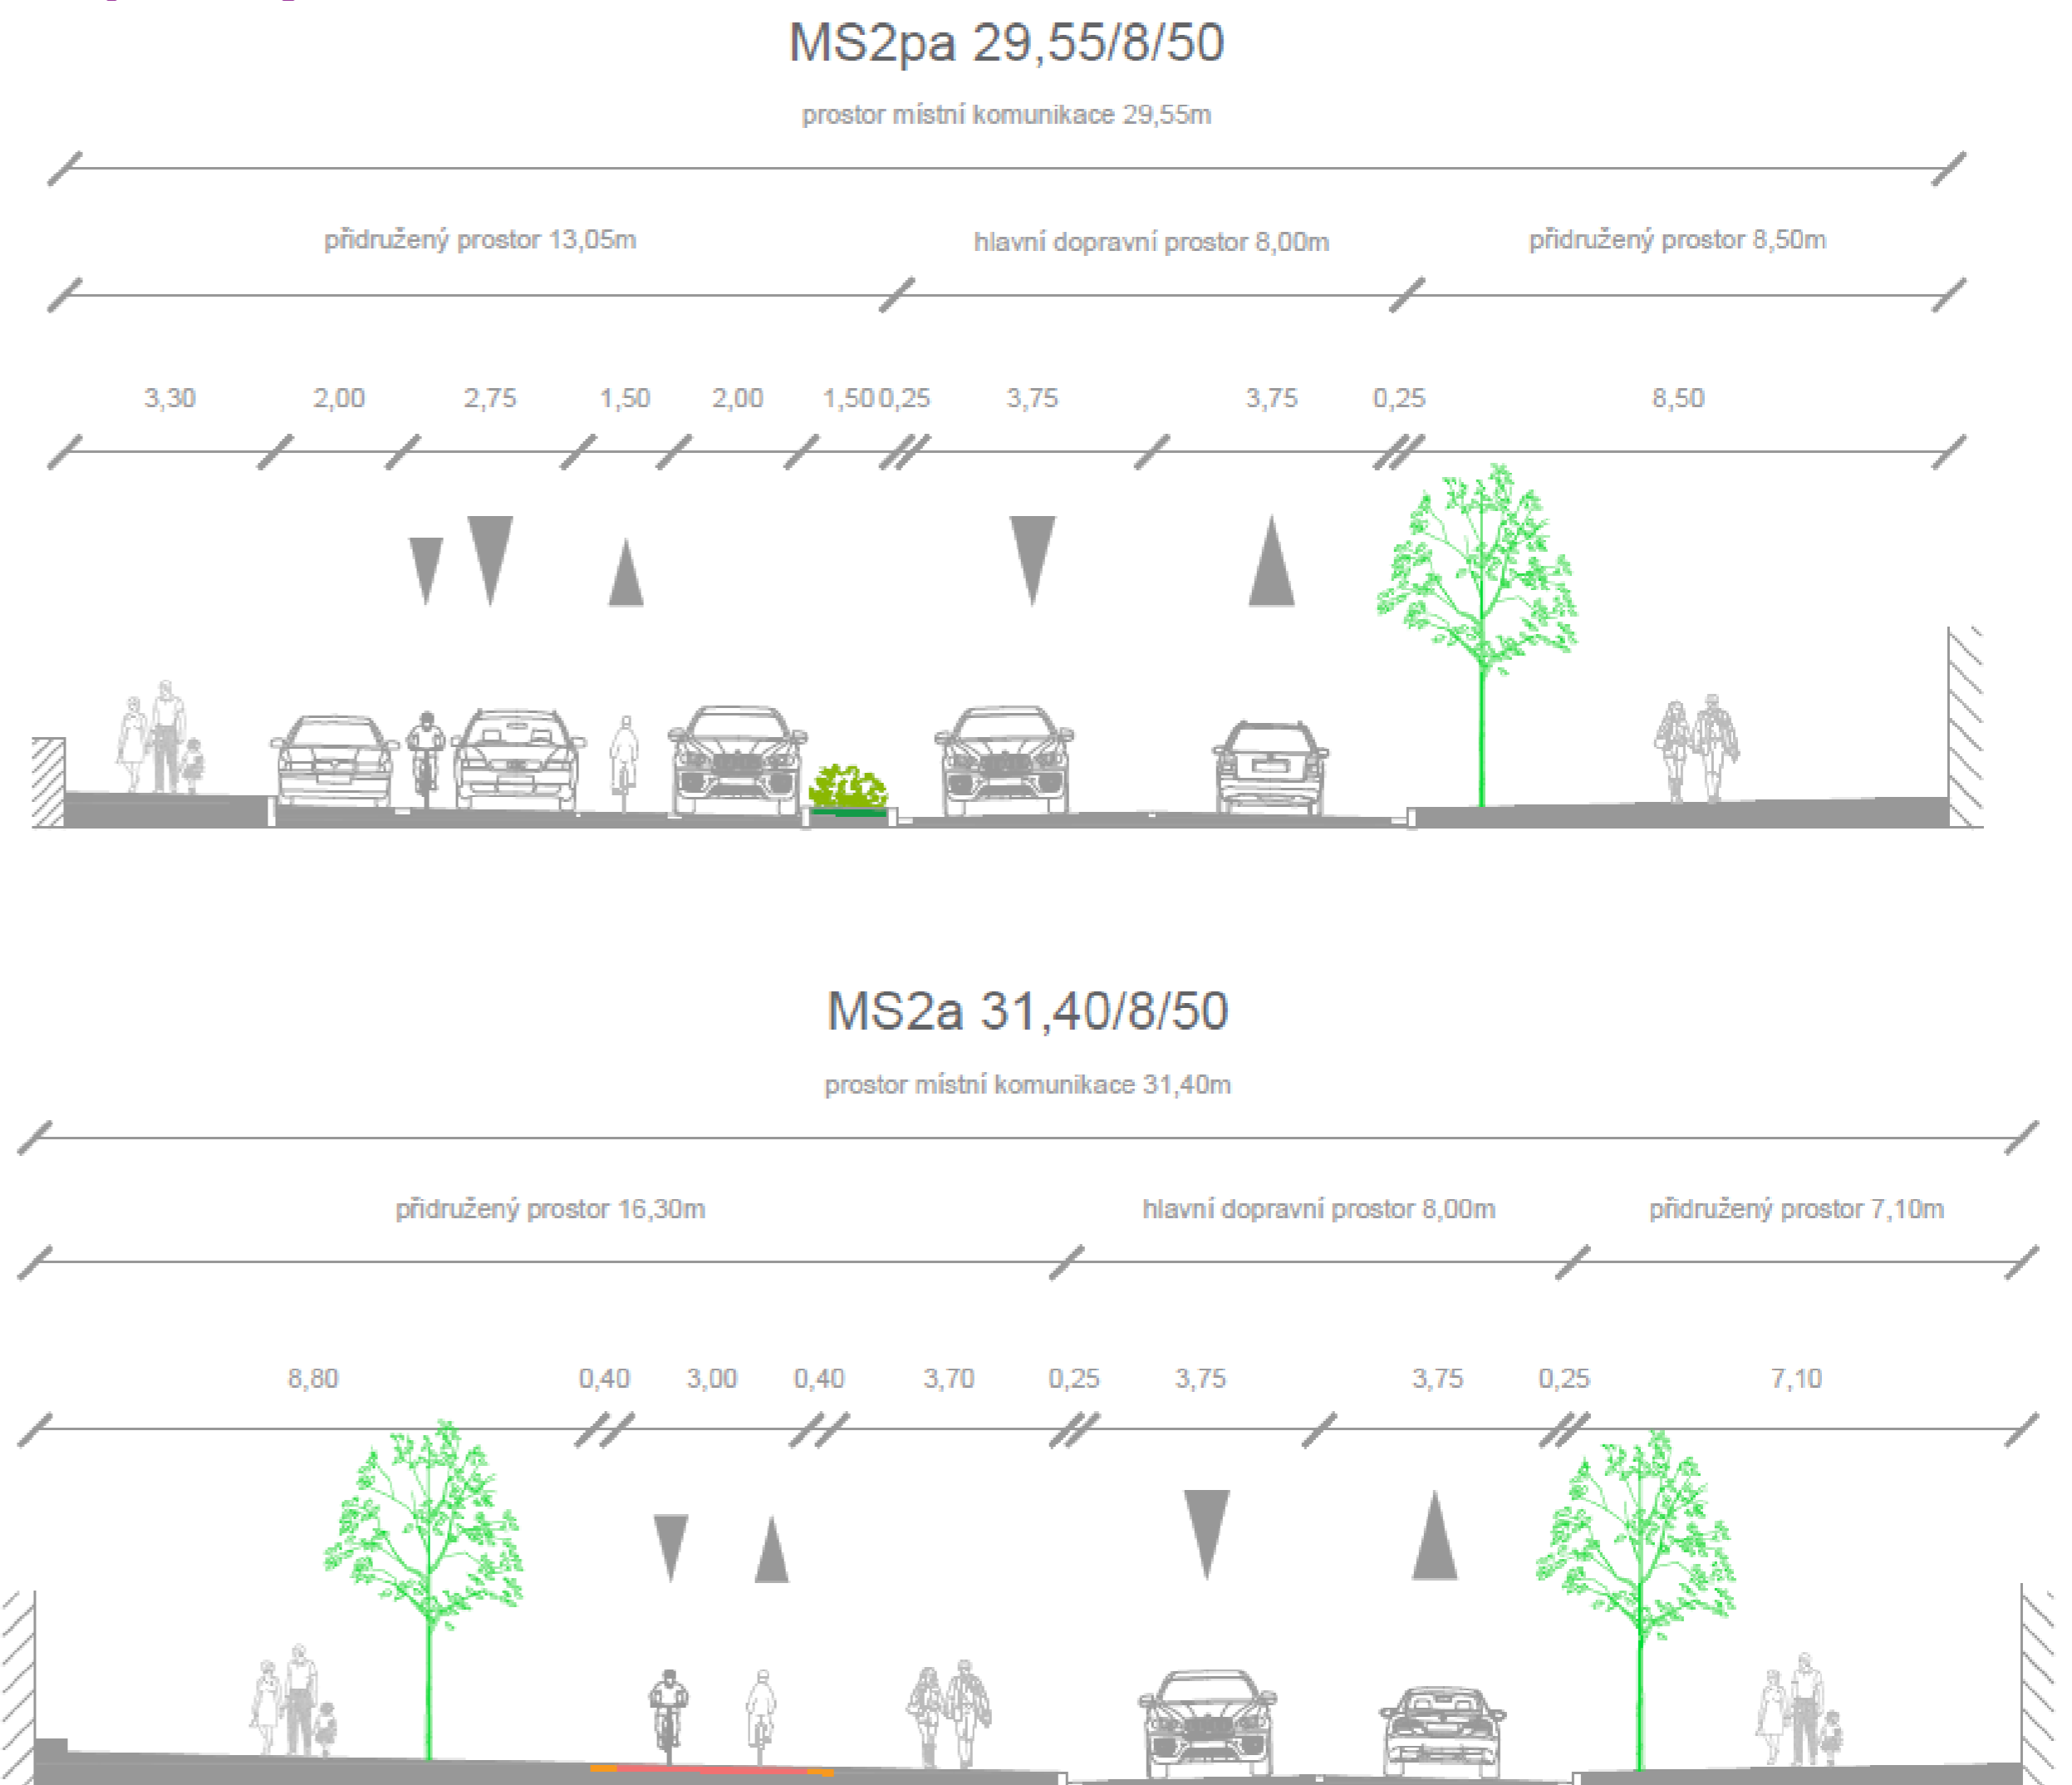 MS2pa 29,55/8/50
prostor místní komunikace 29,55m
přidružený prostor 13,05m hlavní dopravní prostor 8,00m přidružený prostor 8,50m
3,30 2,00 2,75 1,50 2,00 1,50 0,25 3,75 3,75 0,25 8,50
MS2a 31,40/8/50
prostor místní komunikace 31,40m
přidružený prostor 16,30m hlavní dopravní prostor 8,00m přidružený prostor 7,10m
8,80 0,40 3,00 0,40 3,70 0,25 3,75 3,75 0,25 7,10